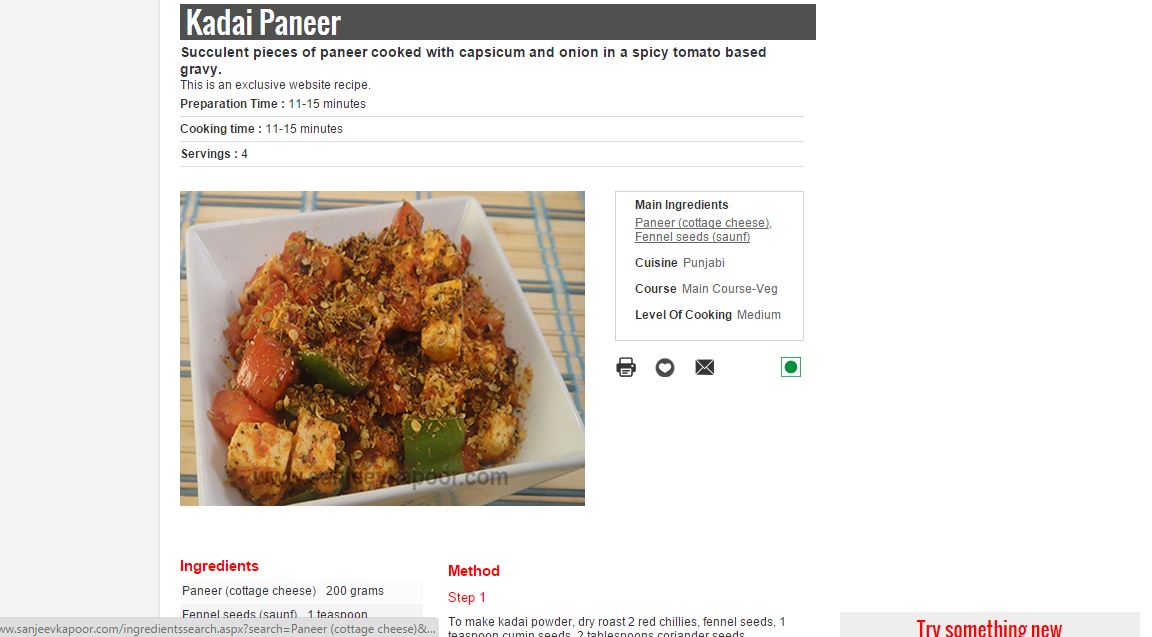 Kadai Paneer
Succulent pieces of paneer cooked with capsicum and onion in a spicy tomato based
gravy.
This is an exclusive website recipe.
Preparation Time : 11-15 minutes
Cooking time : 11-15 minutes
Servings : 4
www.sanjeevkapoor.com
Main Ingredients
Paneer (cottage cheese),
Fennel seeds (saunf)
Cuisine Punjabi
Course Main Course-Veg
Level Of Cooking Medium
Ingredients
Paneer (cottage cheese) 200 grams
Fennel seeds (saunf) 1 teaspoon
Method
Step 1
To make kadai powder, dry roast 2 red chillies, fennel seeds, 1
teaspoon cumin seeds, 2 tablespoons coriander seeds
ww.sanjeevkapoor.com/ingredientssearch.aspx?search=Paneer (cottage cheese)&...
Try something new